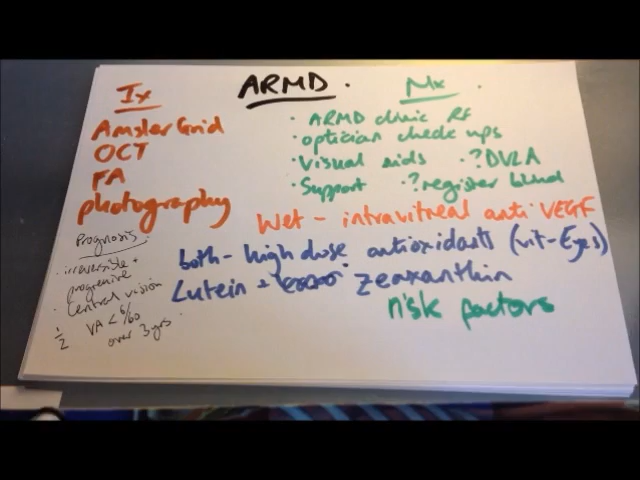 ARMD.
Ix
Amsler Grid
OCT
FA
photography
Mx.
· ARMD clinic Rf
· optician check ups
· Visual aids · ?DVLA
· Support · ?register blind
Wet - intravitreal anti VEGF
both - high dose antioxidants (vit-Eyes)
Lutein + zeaxanthin
risk factors
Prognosis
· irreversible +
progressive
· Central vision
½ VA < 6/60
over 3yrs